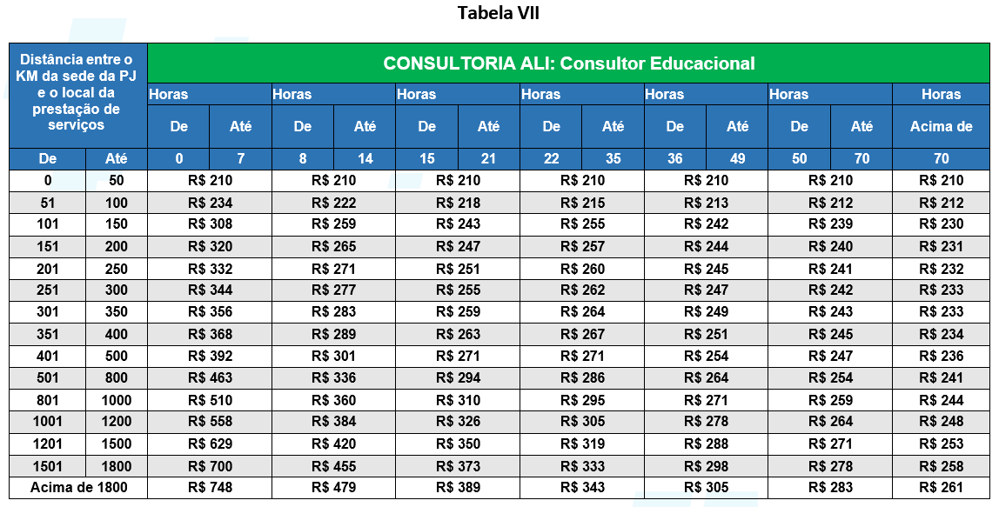 Tabela VII
Distância entre o KM da sede da PJ e o local da prestação de serviços
CONSULTORIA ALI: Consultor Educacional
Horas Horas Horas Horas Horas Horas Horas
De Até De Até De Até De Até De Até De Até Acima de
De Até 0 7 8 14 15 21 22 35 36 49 50 70 70
0 50 R$ 210 R$ 210 R$ 210 R$ 210 R$ 210 R$ 210 R$ 210
51 100 R$ 234 R$ 222 R$ 218 R$ 215 R$ 213 R$ 212 R$ 212
101 150 R$ 308 R$ 259 R$ 243 R$ 255 R$ 242 R$ 239 R$ 230
151 200 R$ 320 R$ 265 R$ 247 R$ 257 R$ 244 R$ 240 R$ 231
201 250 R$ 332 R$ 271 R$ 251 R$ 260 R$ 245 R$ 241 R$ 232
251 300 R$ 344 R$ 277 R$ 255 R$ 262 R$ 247 R$ 242 R$ 233
301 350 R$ 356 R$ 283 R$ 259 R$ 264 R$ 249 R$ 243 R$ 233
351 400 R$ 368 R$ 289 R$ 263 R$ 267 R$ 251 R$ 245 R$ 234
401 500 R$ 392 R$ 301 R$ 271 R$ 271 R$ 254 R$ 247 R$ 236
501 800 R$ 463 R$ 336 R$ 294 R$ 286 R$ 264 R$ 254 R$ 241
801 1000 R$ 510 R$ 360 R$ 310 R$ 295 R$ 271 R$ 259 R$ 244
1001 1200 R$ 558 R$ 384 R$ 326 R$ 305 R$ 278 R$ 264 R$ 248
1201 1500 R$ 629 R$ 420 R$ 350 R$ 319 R$ 288 R$ 271 R$ 253
1501 1800 R$ 700 R$ 455 R$ 373 R$ 333 R$ 298 R$ 278 R$ 258
Acima de 1800 R$ 748 R$ 479 R$ 389 R$ 343 R$ 305 R$ 283 R$ 261